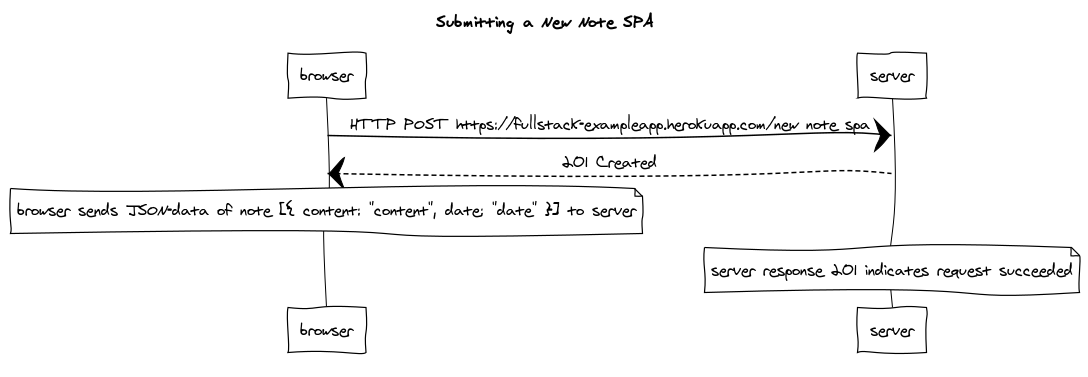 Submitting a New Note SPA
browser
server
HTTP POST https://fullstack-exampleapp.herokuapp.com/new note spa
201 Created
browser sends JSON-data of note [{ content: "content", date: "date" }] to server
server response 201 indicates request succeeded
browser
server